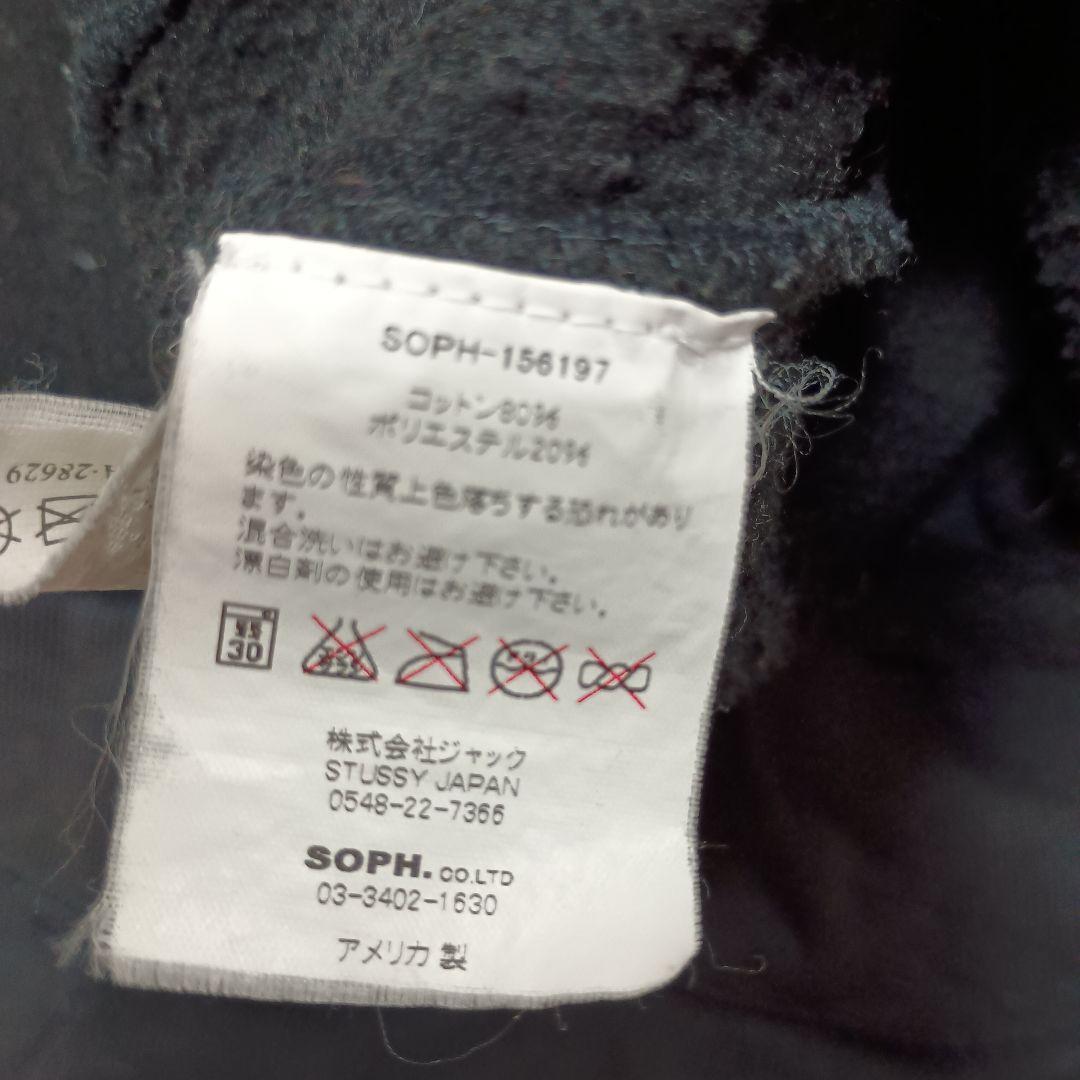 SOPH-156197
コットン80%
ポリエステル20%
染色の性質上色落ちする恐れがあり
ます。
混合洗いはお避け下さい。
漂白剤の使用はお避け下さい。
30
株式会社ジャック
STUSSY JAPAN
0548-22-7366
SOPH. CO.LTD
03-3402-1630
アメリカ製
-28629